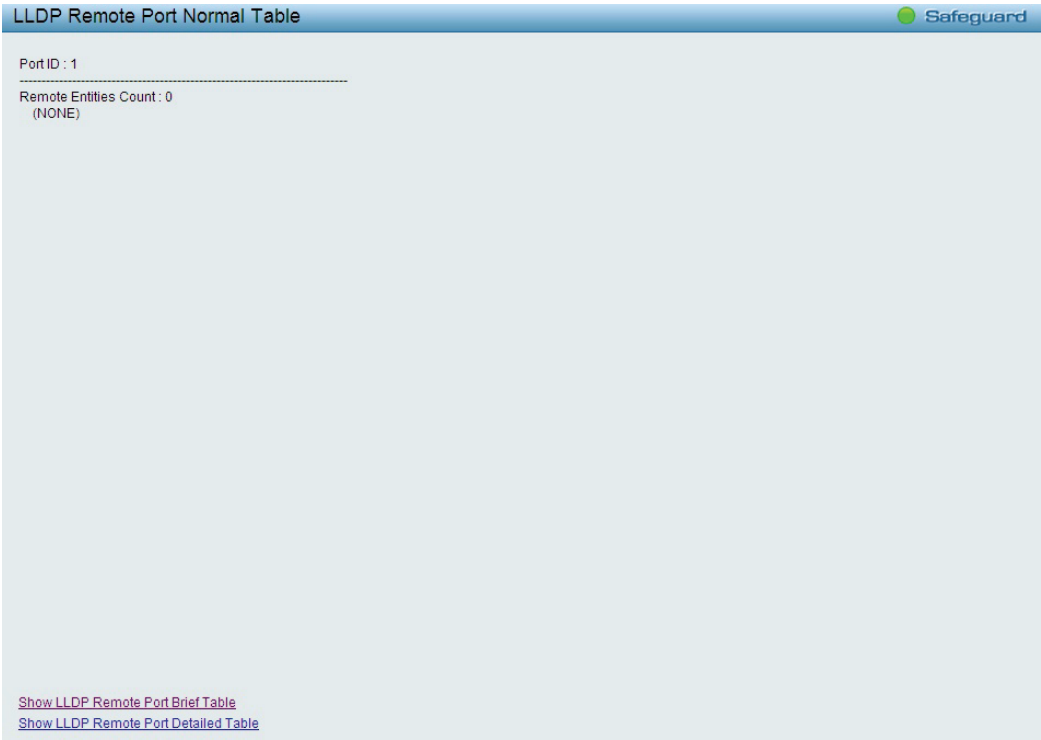 LLDP Remote Port Normal Table
Safeguard
Port ID : 1
--------------------------------------------------------------------------
Remote Entities Count : 0
(NONE)
Show LLDP Remote Port Brief Table
Show LLDP Remote Port Detailed Table